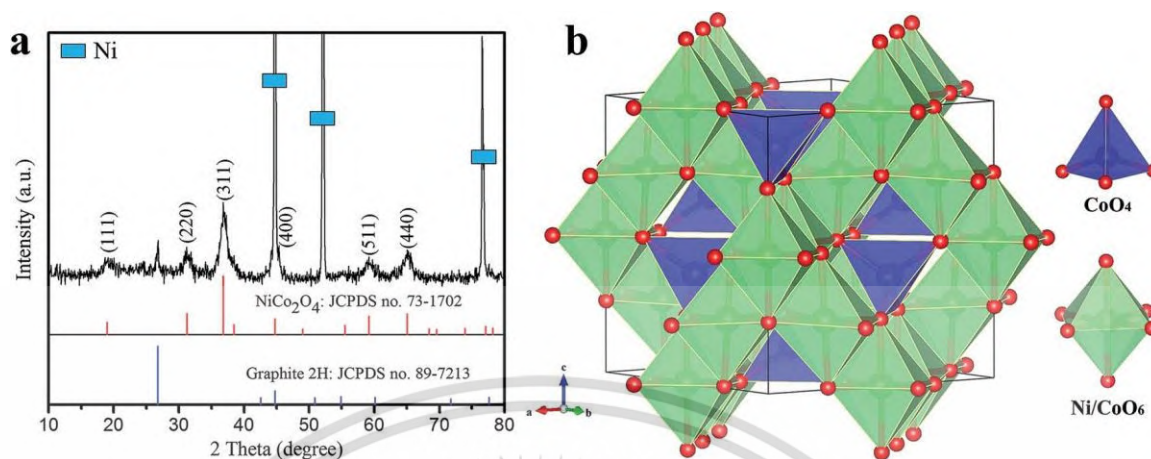 a
Ni
Intensity (a.u.)
(111)
(220)
(311)
(400)
(511)
(440)
NiCo₂O₄: JCPDS no. 73-1702
Graphite 2H: JCPDS no. 89-7213
10 20 30 40 50 60 70 80
2 Theta (degree)
b
c
a
b
CoO₄
Ni/CoO₆